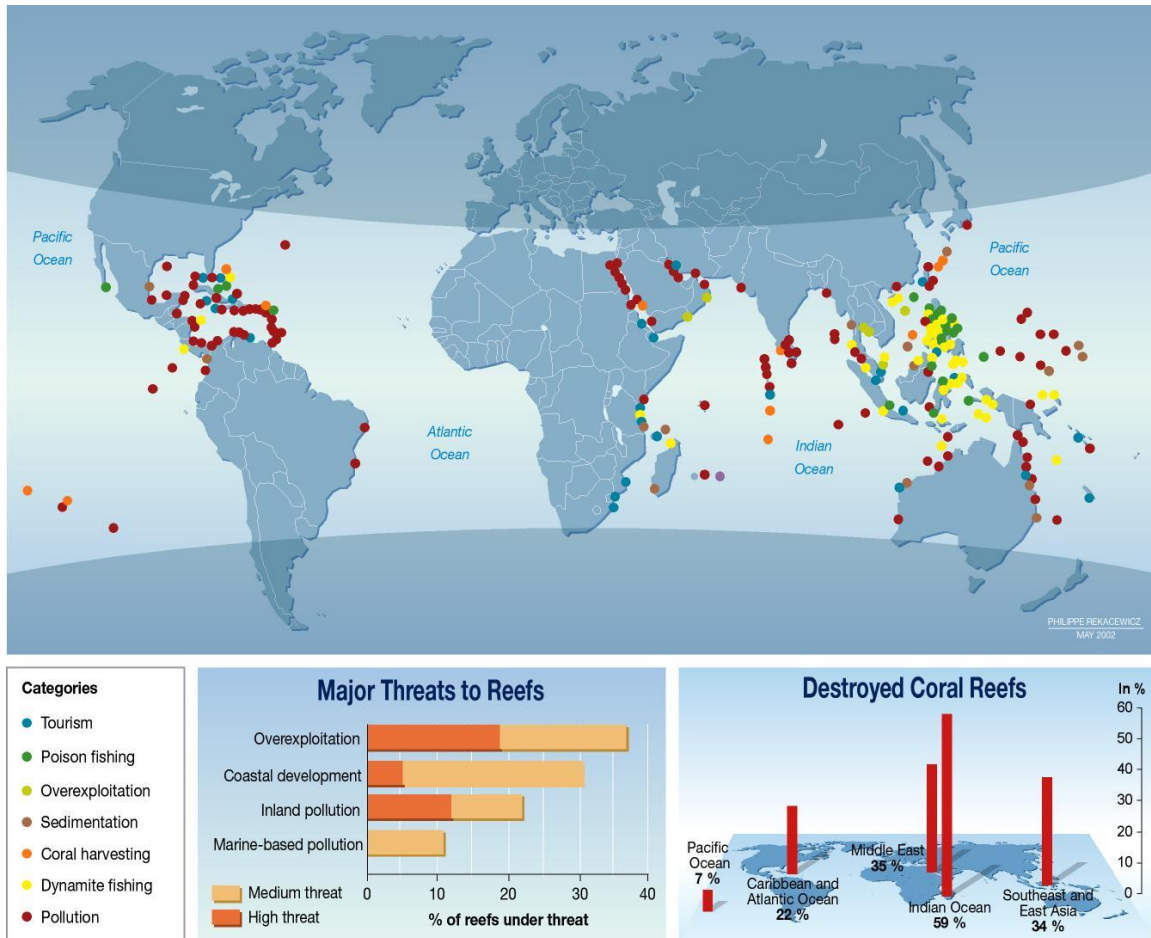 Pacific
Ocean
Pacific
Ocean
Atlantic
Ocean
Indian
Ocean
PHILIPPE REKACEWICZ
MAY 2002
Categories
Tourism
Poison fishing
Overexploitation
Sedimentation
Coral harvesting
Dynamite fishing
Pollution
Major Threats to Reefs
Overexploitation
Coastal development
Inland pollution
Marine-based pollution
Medium threat
High threat
0
10
20
30
40
% of reefs under threat
Destroyed Coral Reefs
In %
60
50
40
30
20
10
0
Pacific
Ocean
7 %
Caribbean and
Atlantic Ocean
22 %
Middle East
35 %
Indian Ocean
59 %
Southeast and
East Asia
34 %